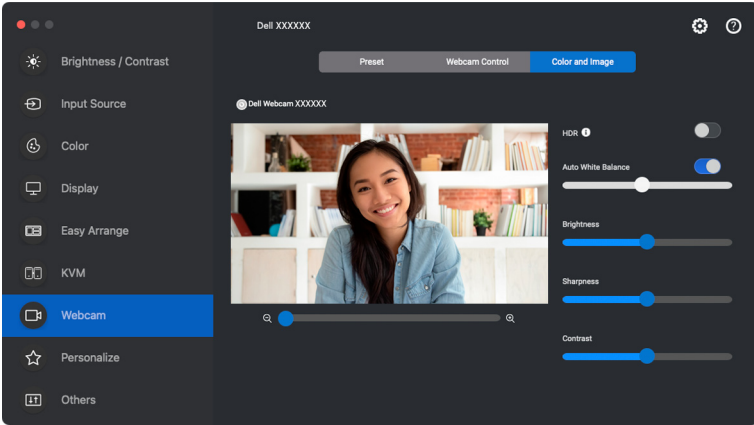 Dell XXXXXX
Brightness / Contrast
Input Source
Color
Display
Easy Arrange
KVM
Webcam
Personalize
Others
Preset
Webcam Control
Color and Image
Dell Webcam XXXXXX
HDR
Auto White Balance
Brightness
Sharpness
Contrast